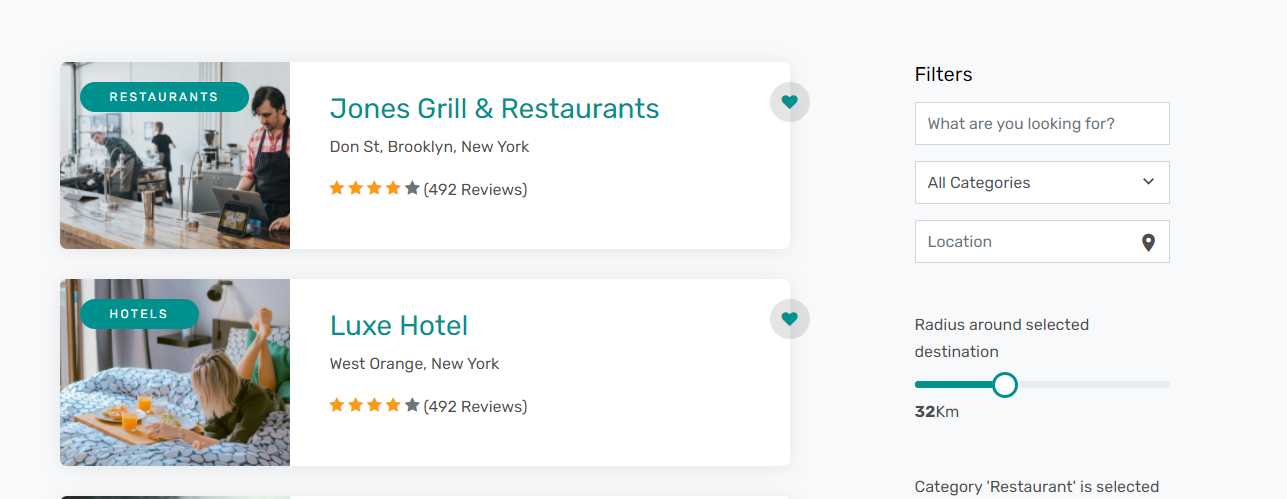 RESTAURANTS
Jones Grill & Restaurants
Don St, Brooklyn, New York
(492 Reviews)
HOTELS
Luxe Hotel
West Orange, New York
(492 Reviews)
Filters
What are you looking for?
All Categories
Location
Radius around selected
destination
32Km
Category 'Restaurant' is selected